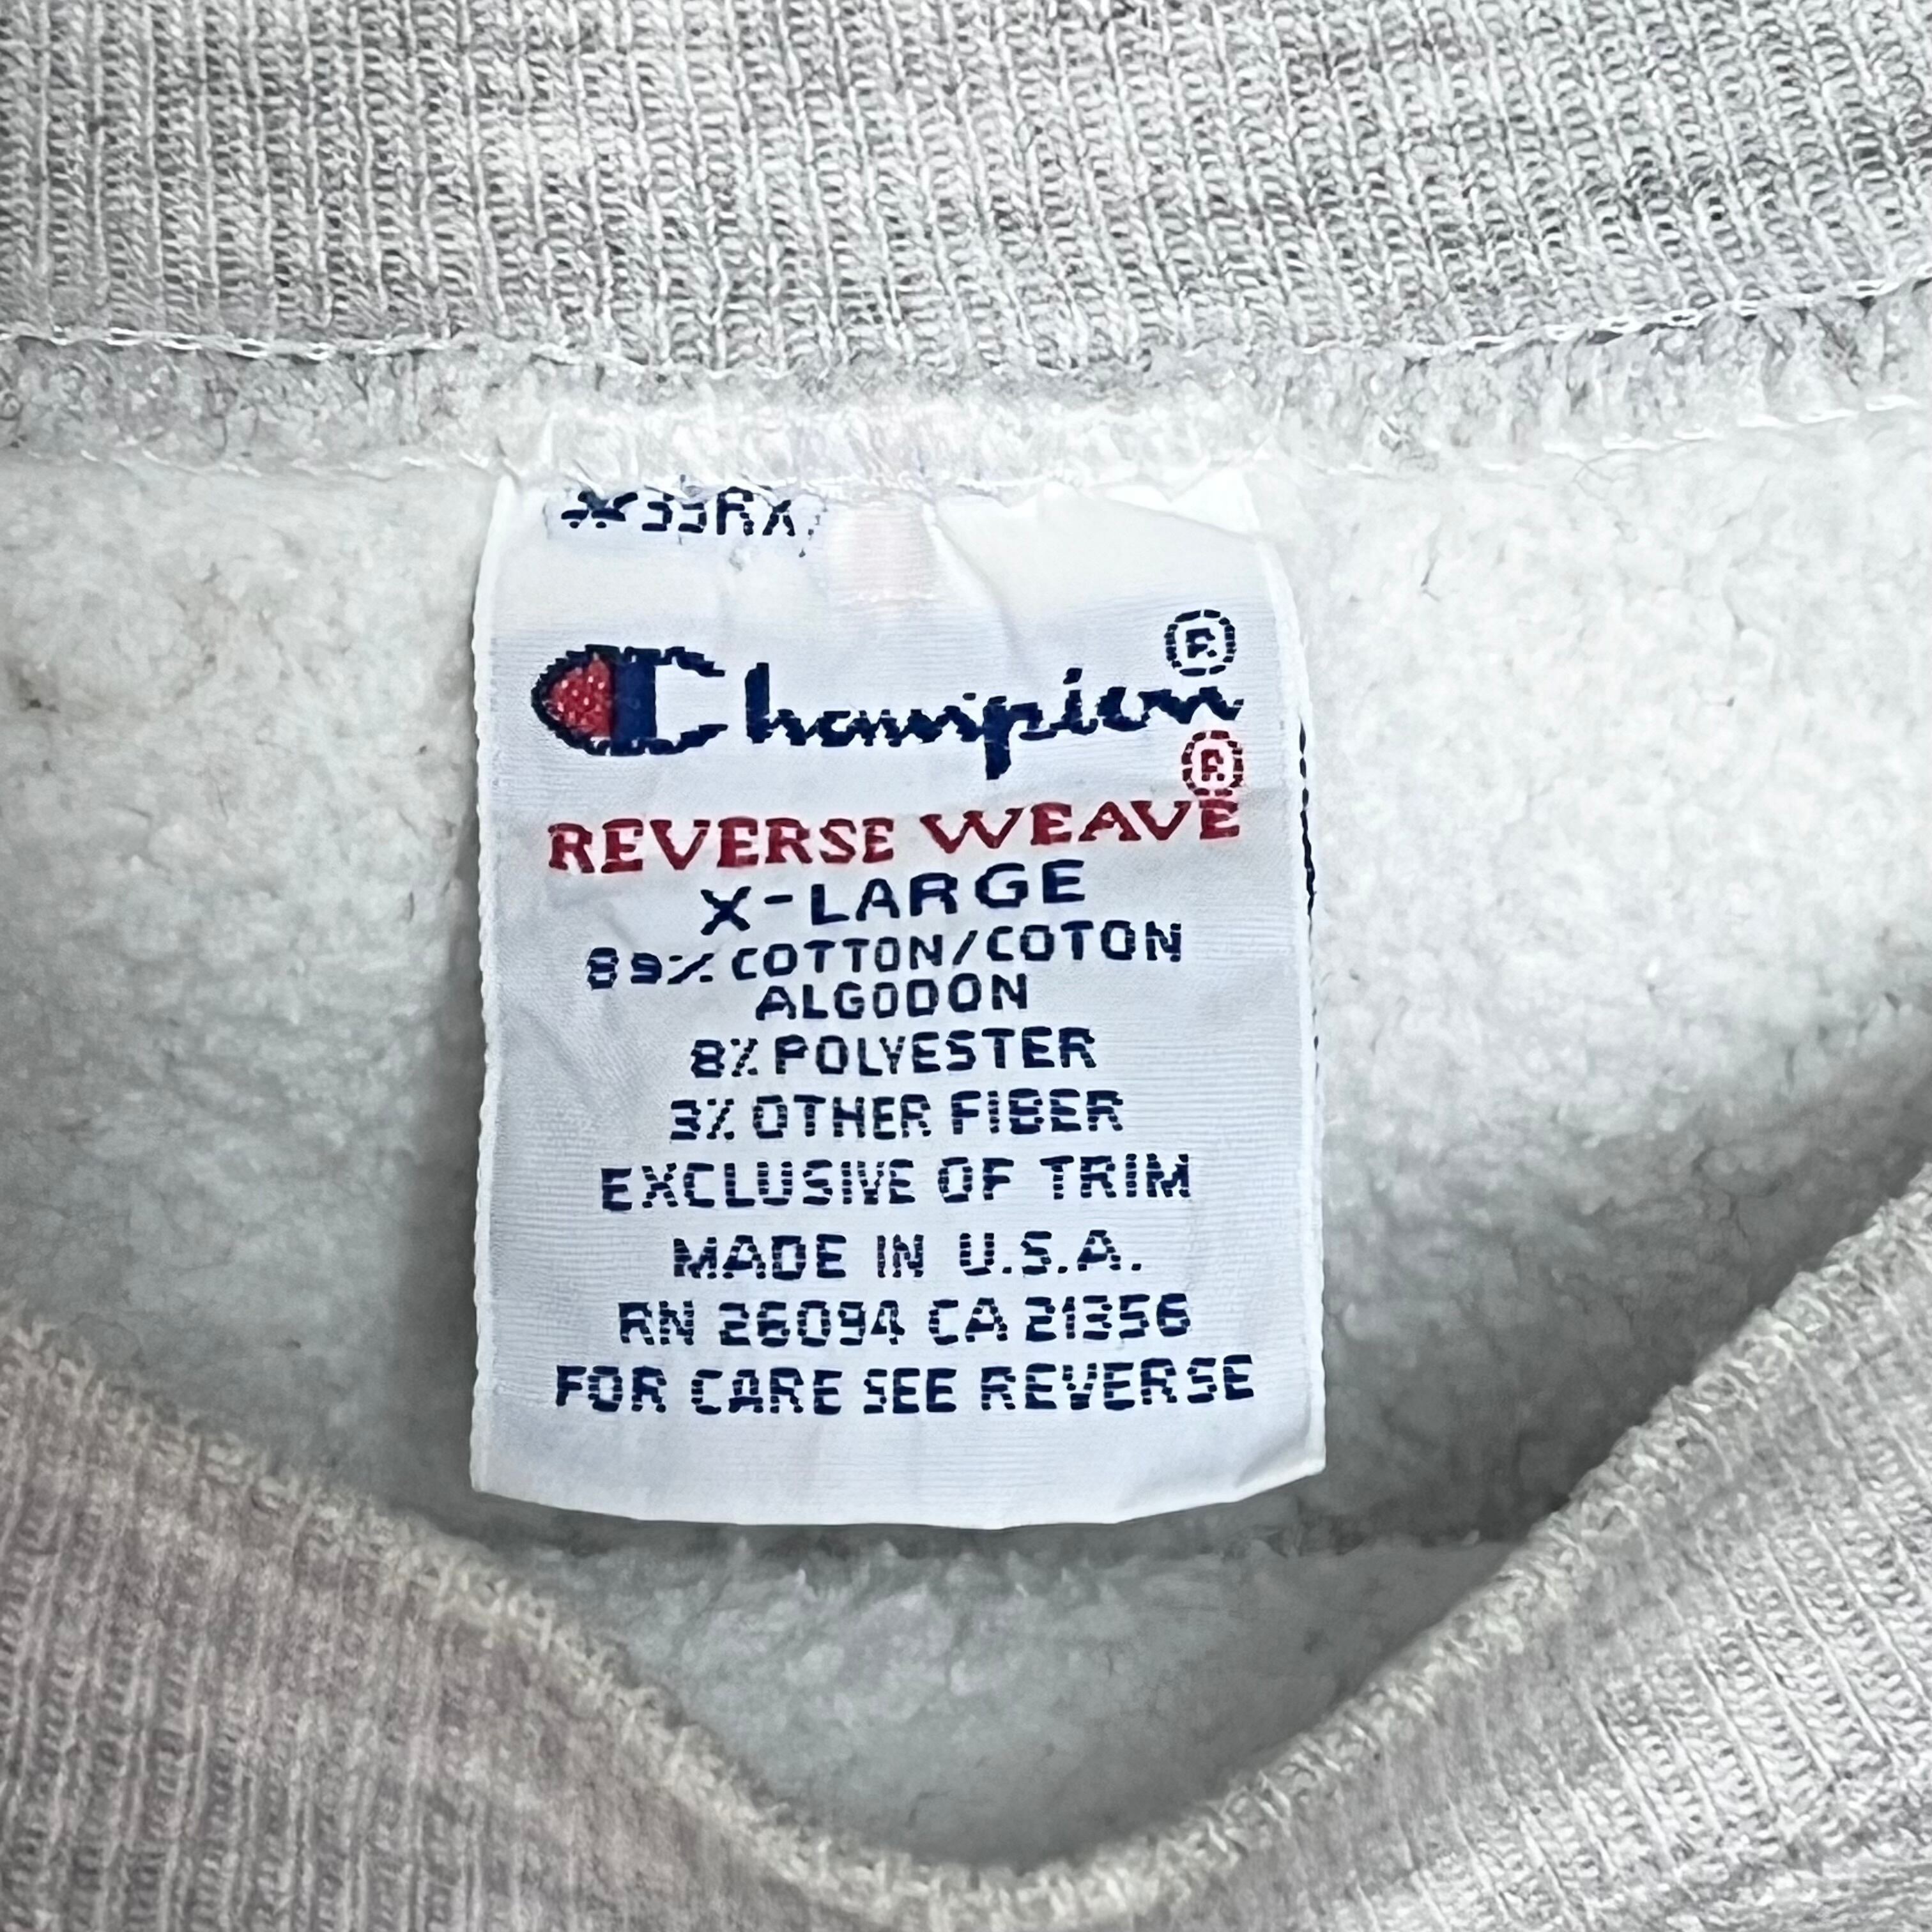 Champion®
REVERSE WEAVE®
X-LARGE
89% COTTON/COTON
ALGODON
8% POLYESTER
3% OTHER FIBER
EXCLUSIVE OF TRIM
MADE IN U.S.A.
RN 26094 CA 21356
FOR CARE SEE REVERSE